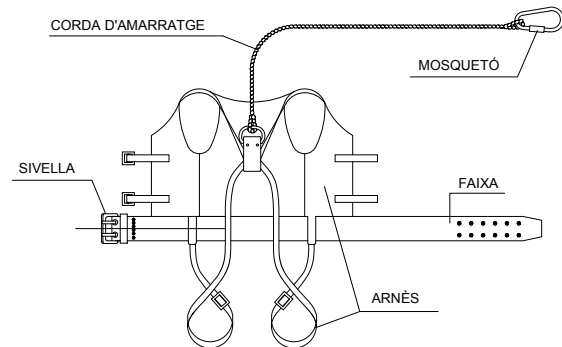 CORDA D'AMARRATGE
MOSQUETÓ
SIVELLA
FAIXA
ARNÈS